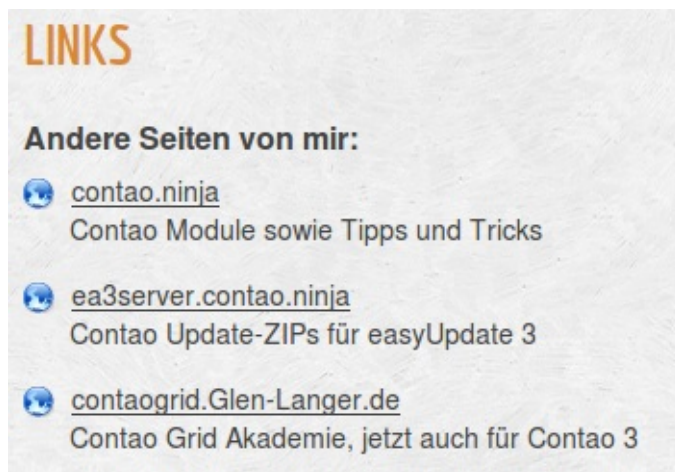 LINKS
Andere Seiten von mir:
contao.ninja
Contao Module sowie Tipps und Tricks
ea3server.contao.ninja
Contao Update-ZIPs für easyUpdate 3
contaogrid.Glen-Langer.de
Contao Grid Akademie, jetzt auch für Contao 3